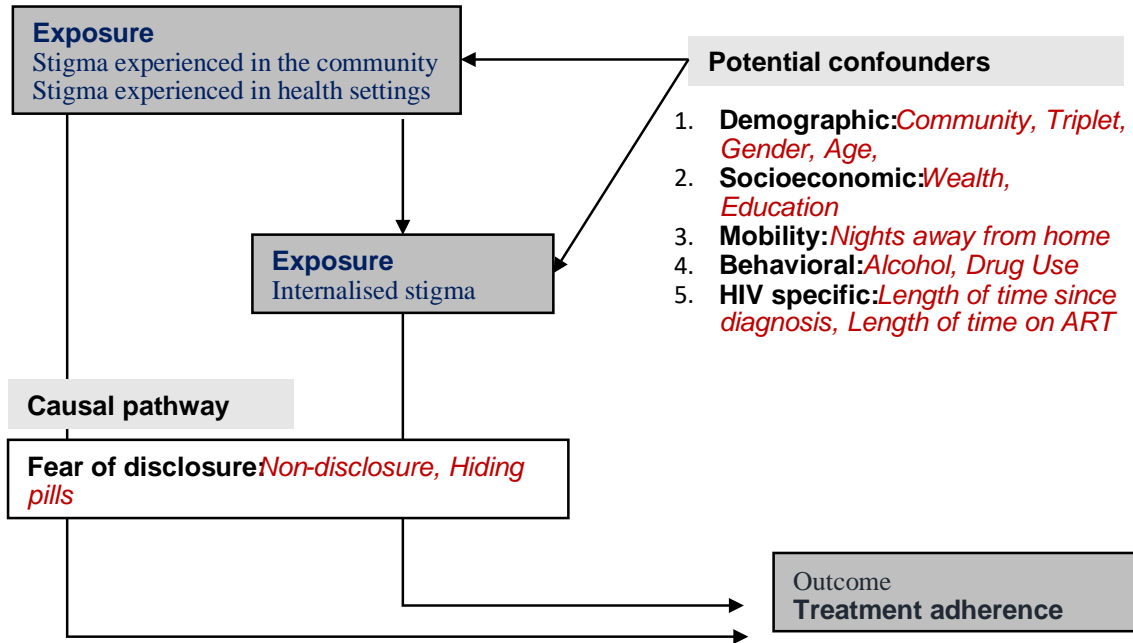 Exposure
Stigma experienced in the community
Stigma experienced in health settings
Potential confounders
1. Demographic:Community, Triplet,
Gender, Age,
2. Socioeconomic:Wealth,
Education
3. Mobility:Nights away from home
4. Behavioral:Alcohol, Drug Use
5. HIV specific:Length of time since
diagnosis, Length of time on ART
Exposure
Internalised stigma
Causal pathway
Fear of disclosure:Non-disclosure, Hiding
pills
Outcome
Treatment adherence